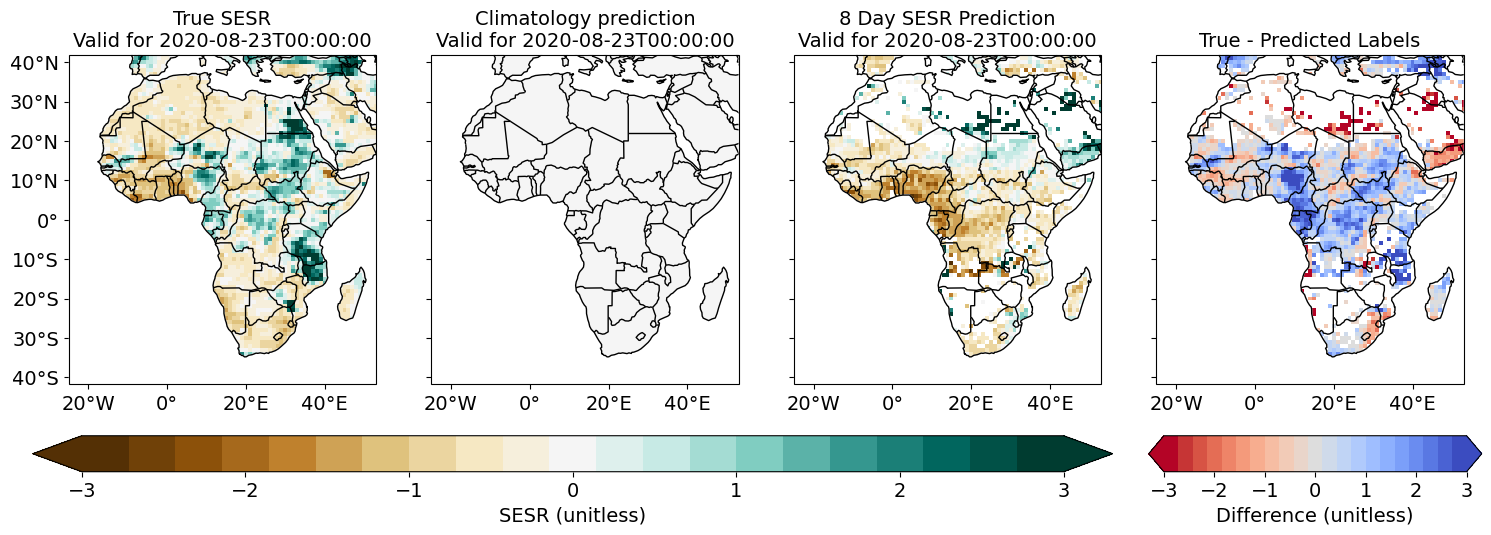 True SESR
Valid for 2020-08-23T00:00:00
Climatology prediction
Valid for 2020-08-23T00:00:00
8 Day SESR Prediction
Valid for 2020-08-23T00:00:00
True - Predicted Labels
40°N
30°N
20°N
10°N
0°
10°S
20°S
30°S
40°S
20°W 0° 20°E 40°E
20°W 0° 20°E 40°E
20°W 0° 20°E 40°E
20°W 0° 20°E 40°E
−3 −2 −1 0 1 2 3
SESR (unitless)
−3 −2 −1 0 1 2 3
Difference (unitless)